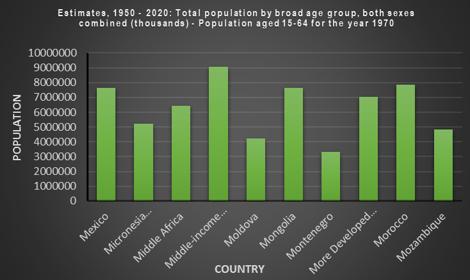 Estimates, 1950 - 2020: Total population by broad age group, both sexes
combined (thousands) - Population aged 15-64 for the year 1970
10000000
9000000
8000000
7000000
6000000
5000000
4000000
3000000
2000000
1000000
0
POPULATION
Mexico
Micronesia...
Middle Africa
Middle-income...
Moldova
Mongolia
Montenegro
More Developed...
Morocco
Mozambique
COUNTRY